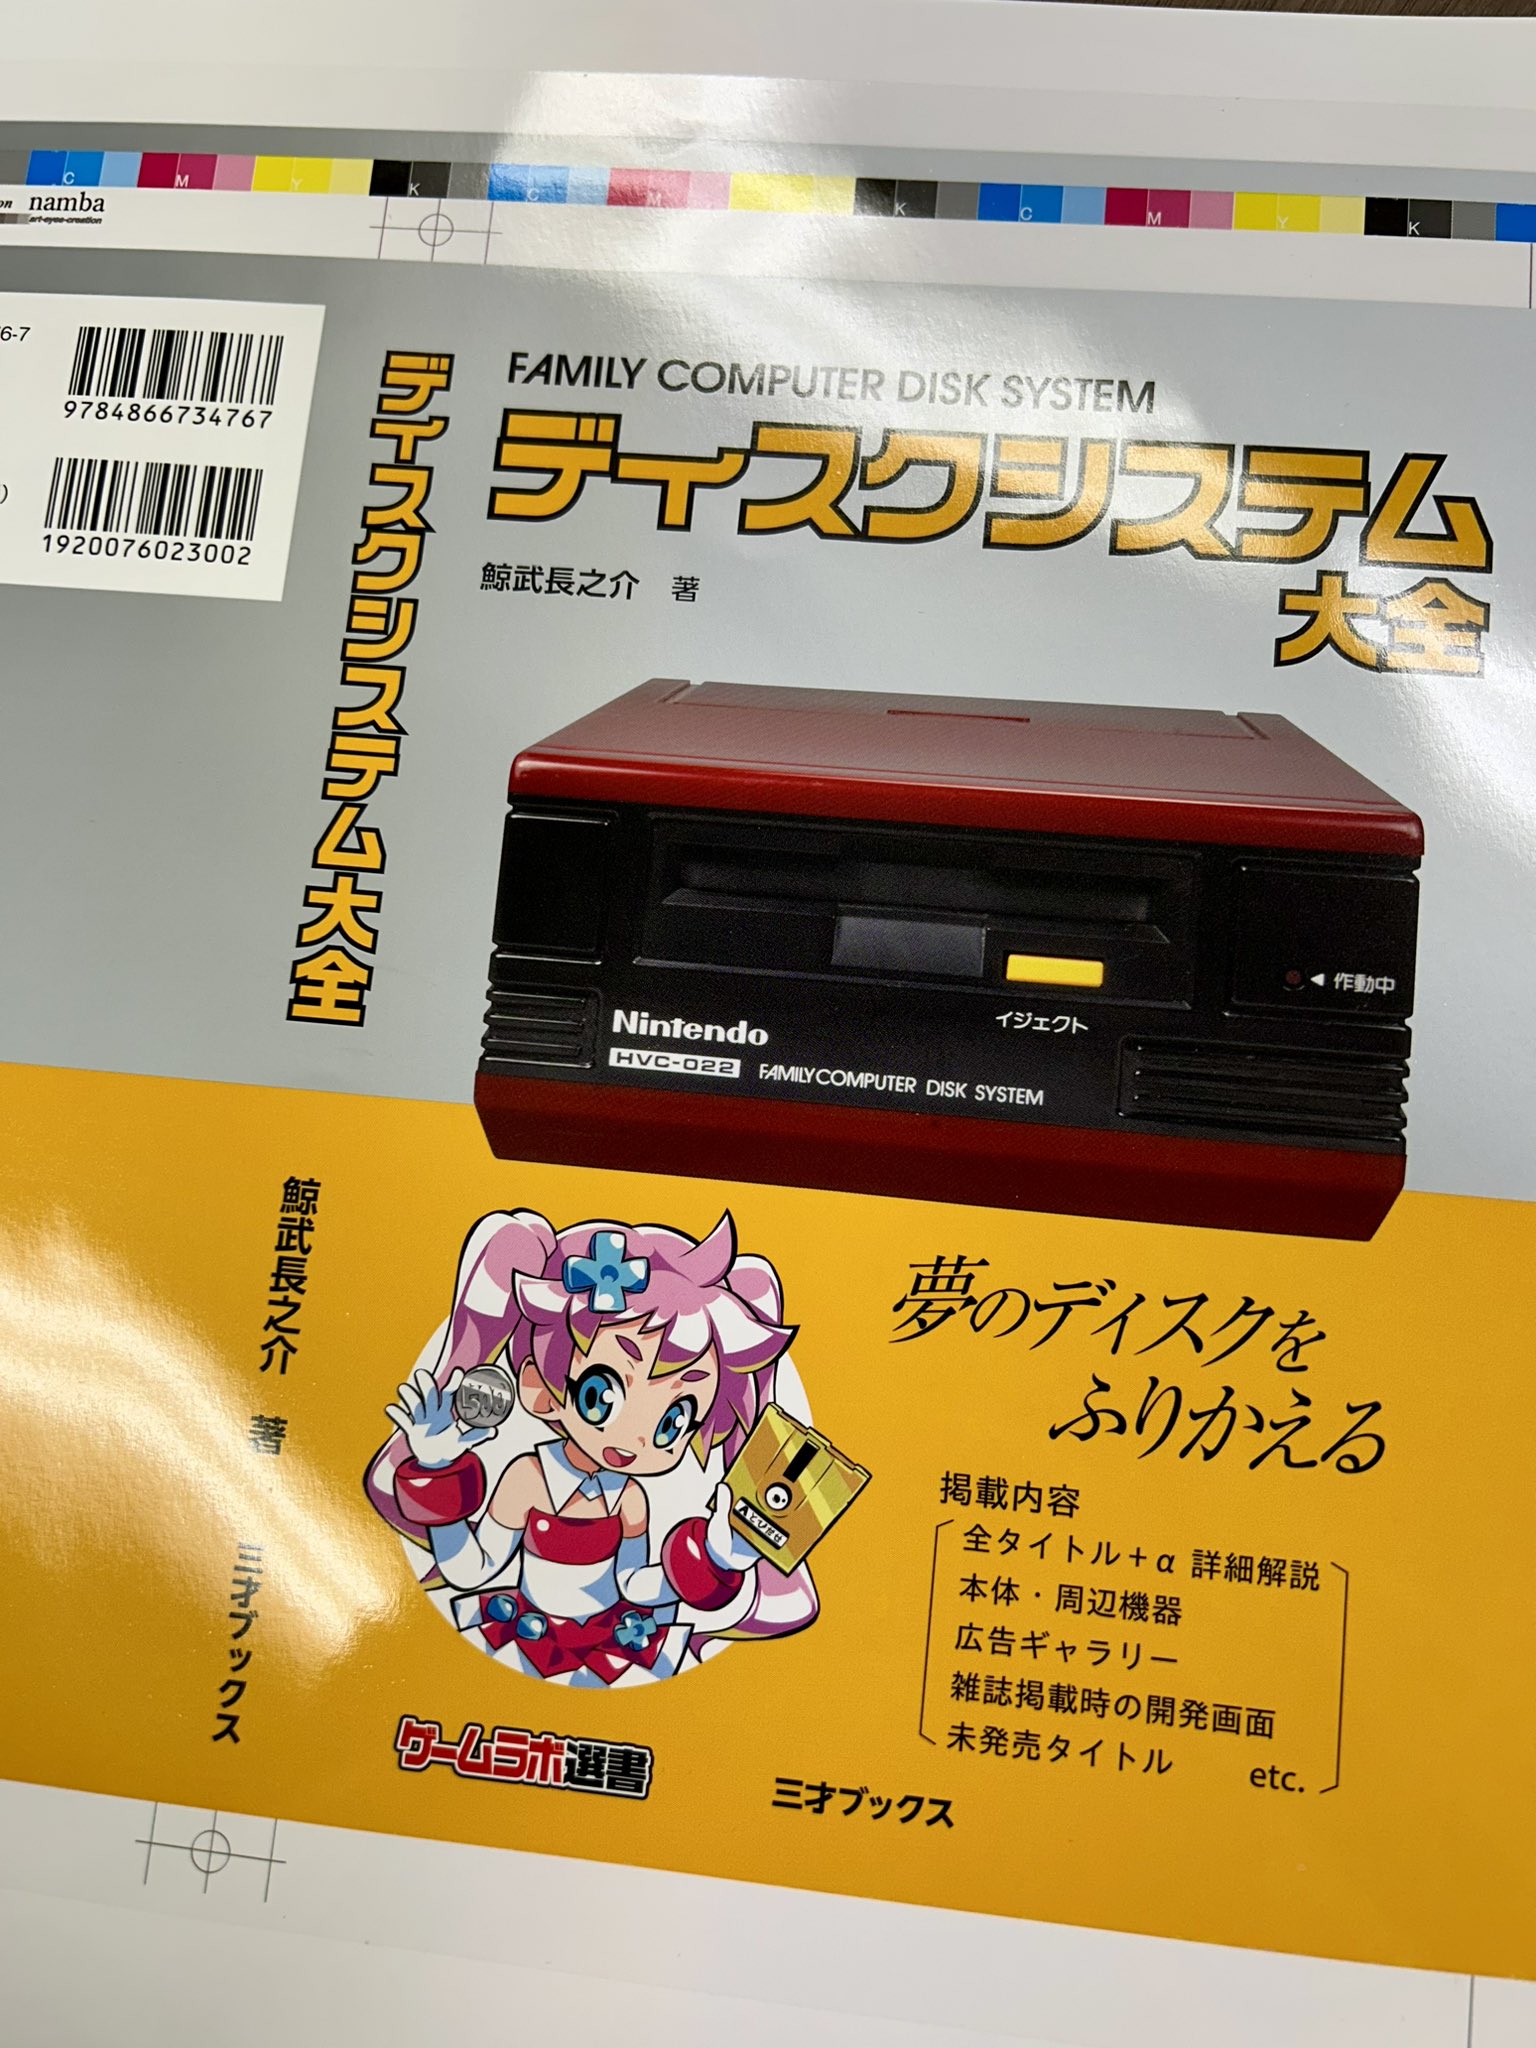 C
M
Y
K
C
M
Y
K
C
M
Y
K
on namba
art-eyes-creation
6-7
9784866734767
1920076023002
ディスクシステム大全
鯨武長之介 著
三才ブックス
FAMILY COMPUTER DISK SYSTEM
ディスクシステム
大全
鯨武長之介 著
作動中
イジェクト
Nintendo
HVC-022 FAMILY COMPUTER DISK SYSTEM
500
A とびだせ
夢のディスクを
ふりかえる
掲載内容
全タイトル+α 詳細解説
本体・周辺機器
広告ギャラリー
雑誌掲載時の開発画面
未発売タイトル etc.
ゲームラボ選書
三才ブックス